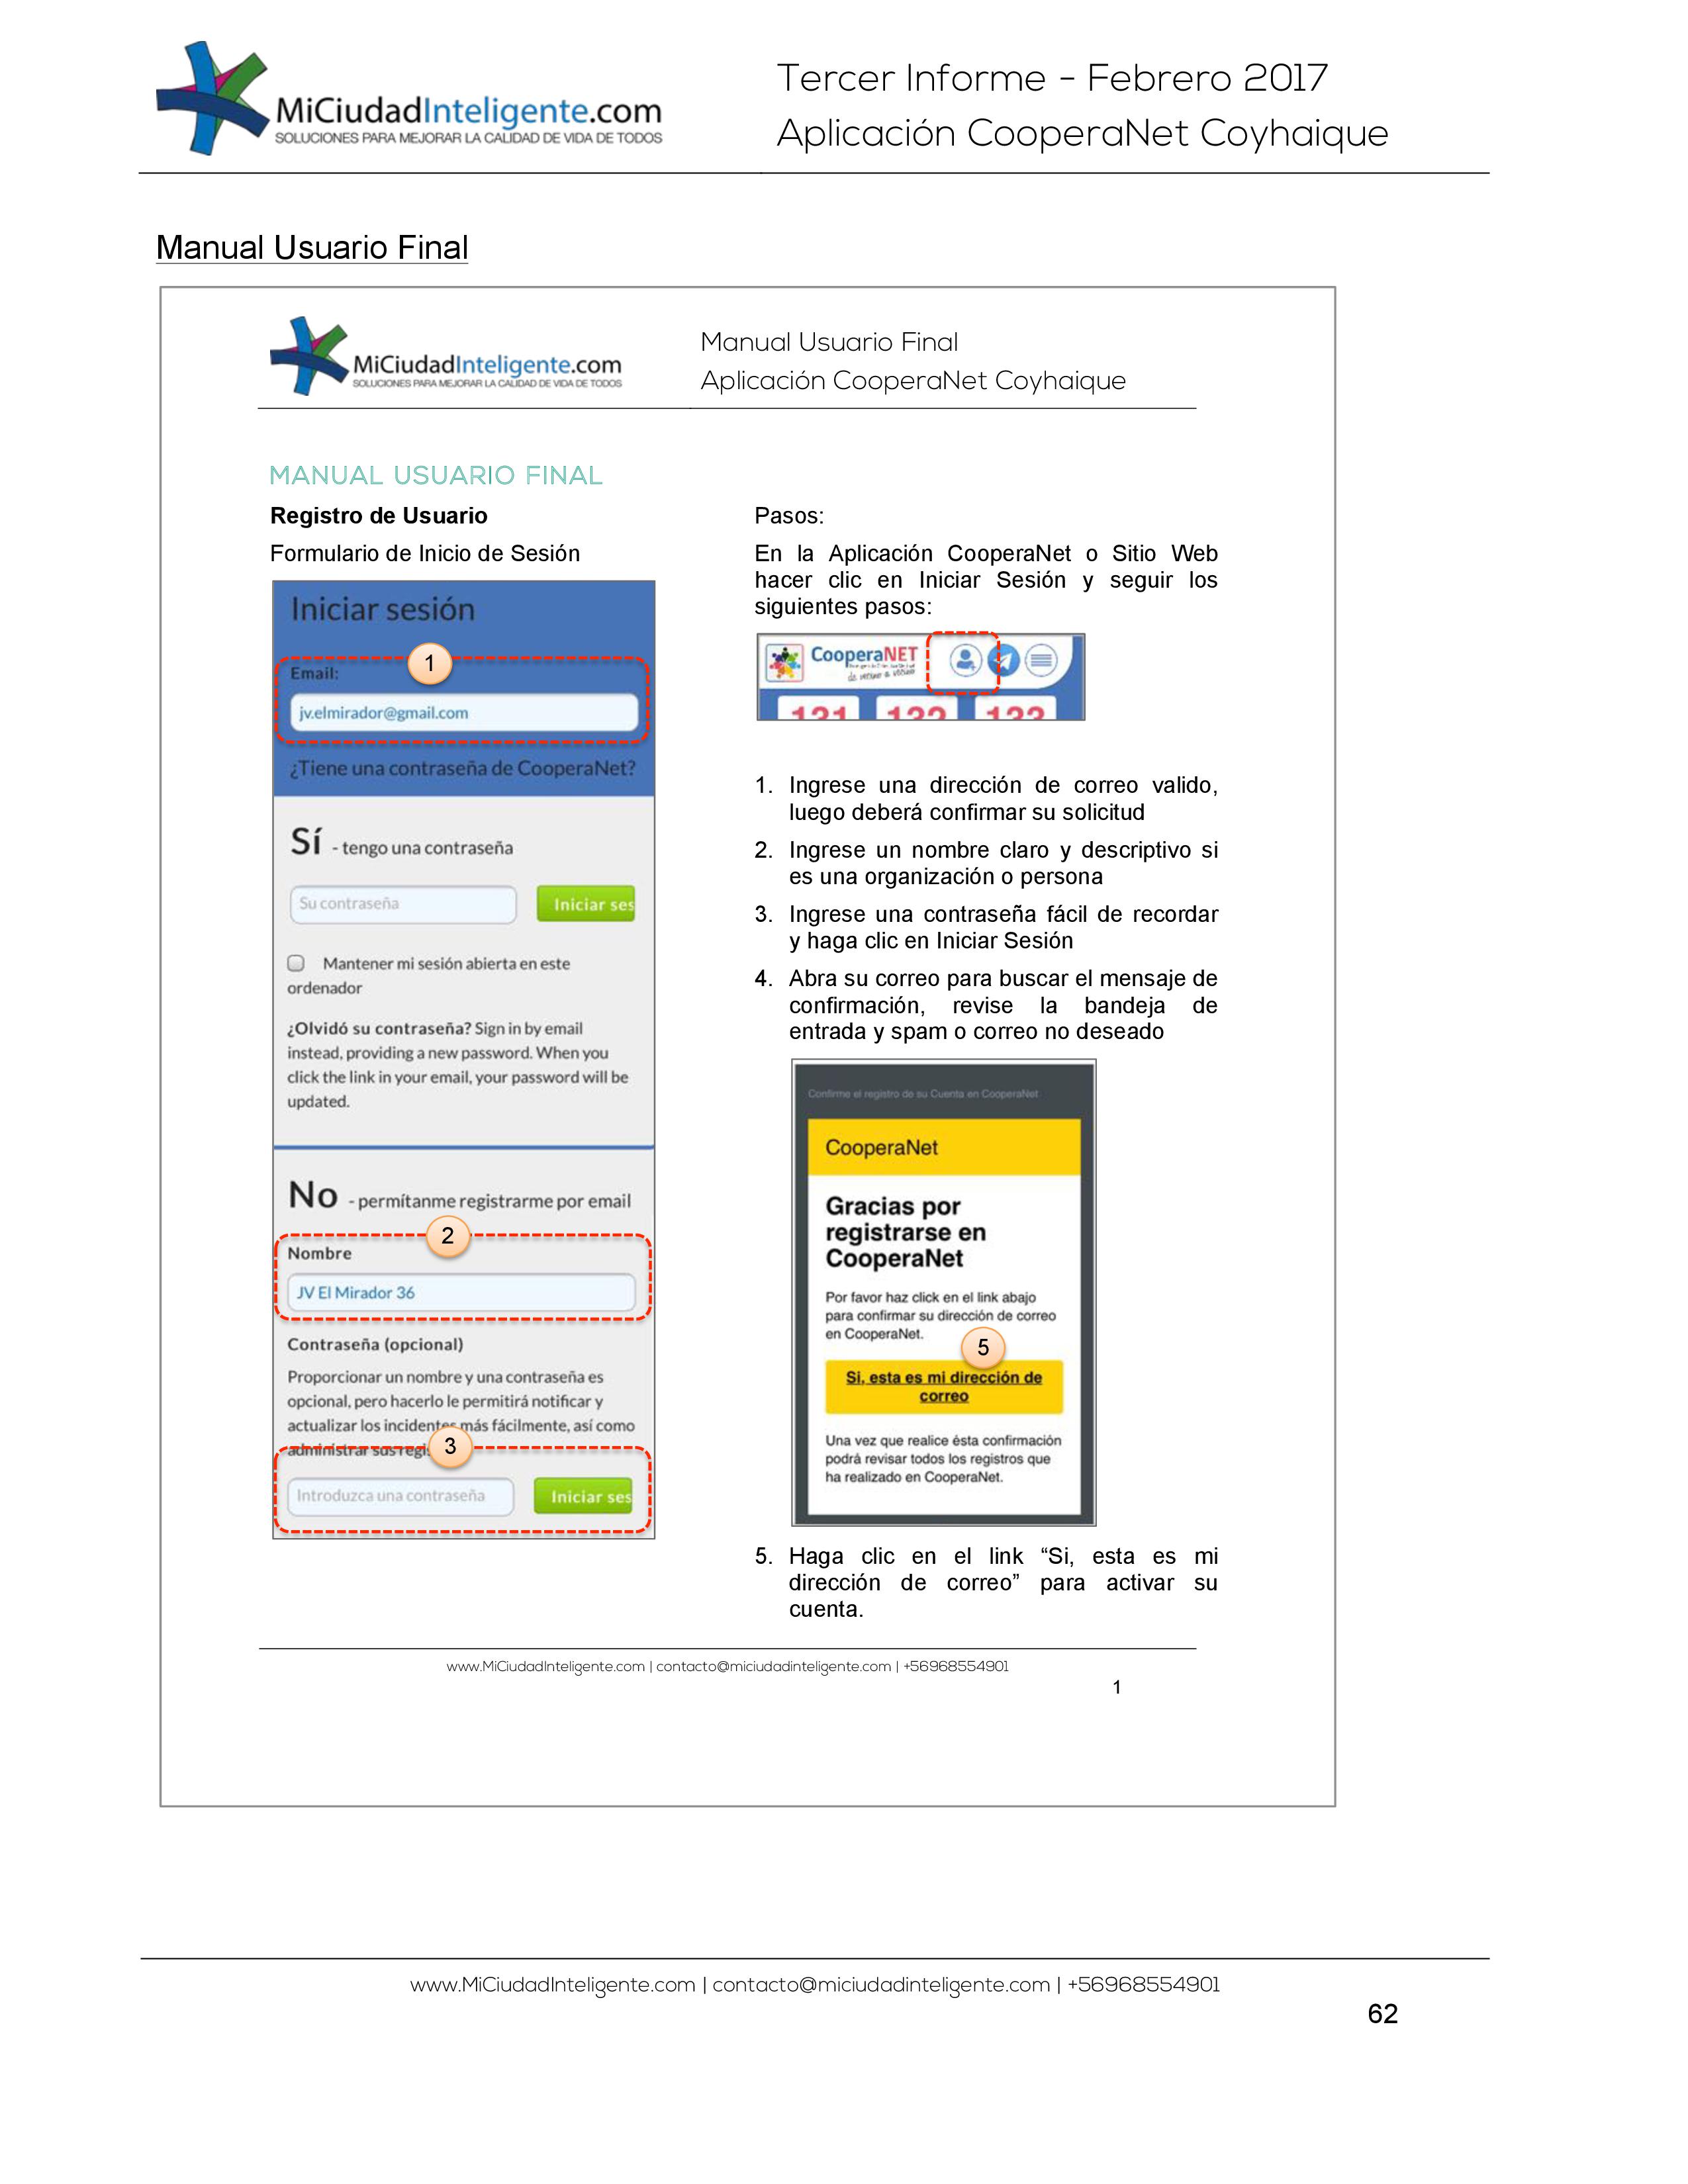 MiCiudadInteligente.com
SOLUCIONES PARA MEJORAR LA CALIDAD DE VIDA DE TODOS
Tercer Informe - Febrero 2017
Aplicación CooperaNet Coyhaique
Manual Usuario Final
MiCiudadInteligente.com
SOLUCIONES PARA MEJORAR LA CALIDAD DE VIDA DE TODOS
Manual Usuario Final
Aplicación CooperaNet Coyhaique
MANUAL USUARIO FINAL
Registro de Usuario
Formulario de Inicio de Sesión
Iniciar sesión
1
Email:
jv.elmirador@gmail.com
¿Tiene una contraseña de CooperaNet?
Sí - tengo una contraseña
Su contraseña
Iniciar ses
Mantener mi sesión abierta en este
ordenador
¿Olvidó su contraseña? Sign in by email
instead, providing a new password. When you
click the link in your email, your password will be
updated.
No - permítanme registrarme por email
2
Nombre
JV El Mirador 36
Contraseña (opcional)
Proporcionar un nombre y una contraseña es
opcional, pero hacerlo le permitirá notificar y
actualizar los incidentes más fácilmente, así como
administrar sus regis
3
Introduzca una contraseña
Iniciar ses
Pasos:
En la Aplicación CooperaNet o Sitio Web
hacer clic en Iniciar Sesión y seguir los
siguientes pasos:
CooperaNET
de vecino a vecino
131 132 133
1. Ingrese una dirección de correo valido,
luego deberá confirmar su solicitud
2. Ingrese un nombre claro y descriptivo si
es una organización o persona
3. Ingrese una contraseña fácil de recordar
y haga clic en Iniciar Sesión
4. Abra su correo para buscar el mensaje de
confirmación, revise la bandeja de
entrada y spam o correo no deseado
Confirme el registro de su Cuenta en CooperaNet
CooperaNet
Gracias por
registrarse en
CooperaNet
Por favor haz click en el link abajo
para confirmar su dirección de correo
en CooperaNet.
5
Si, esta es mi dirección de
correo
Una vez que realice ésta confirmación
podrá revisar todos los registros que
ha realizado en CooperaNet.
5. Haga clic en el link “Si, esta es mi
dirección de correo” para activar su
cuenta.
www.MiCiudadInteligente.com | contacto@miciudadinteligente.com | +56968554901
1
www.MiCiudadInteligente.com | contacto@miciudadinteligente.com | +56968554901
62